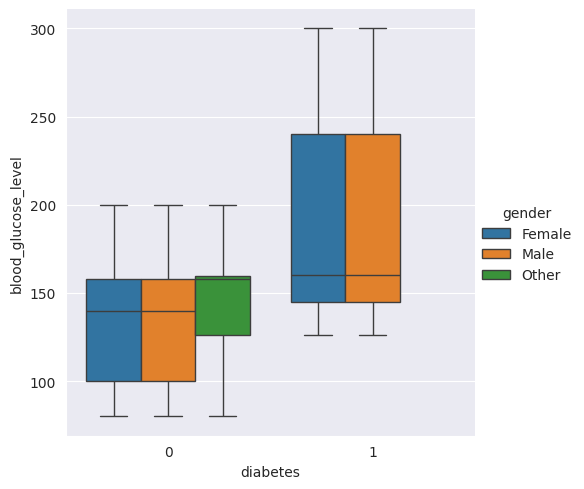 blood_glucose_level
300
250
200
150
100
0
1
diabetes
gender
Female
Male
Other